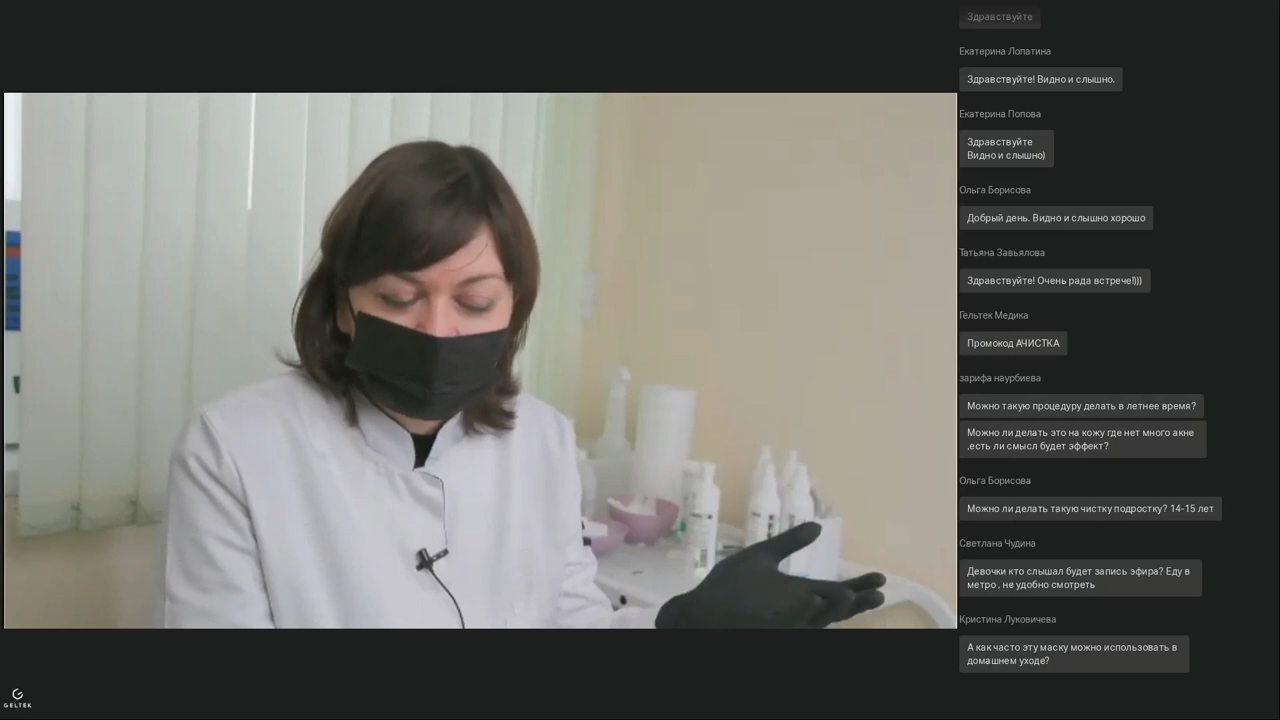 Здравствуйте
Екатерина Лопатина
Здравствуйте! Видно и слышно.
Екатерина Попова
Здравствуйте
Видно и слышно)
Ольга Борисова
Добрый день. Видно и слышно хорошо
Татьяна Завьялова
Здравствуйте! Очень рада встрече!)))
Гельтек Медика
Промокод АЧИСТКА
зарифа наурбиева
Можно такую процедуру делать в летнее время?
Можно ли делать это на кожу где нет много акне
,есть ли смысл будет эффект?
Ольга Борисова
Можно ли делать такую чистку подростку? 14-15 лет
Светлана Чудина
Девочки кто слышал будет запись эфира? Еду в
метро , не удобно смотреть
Кристина Луковичева
А как часто эту маску можно использовать в
домашнем уходе?
GELTEK